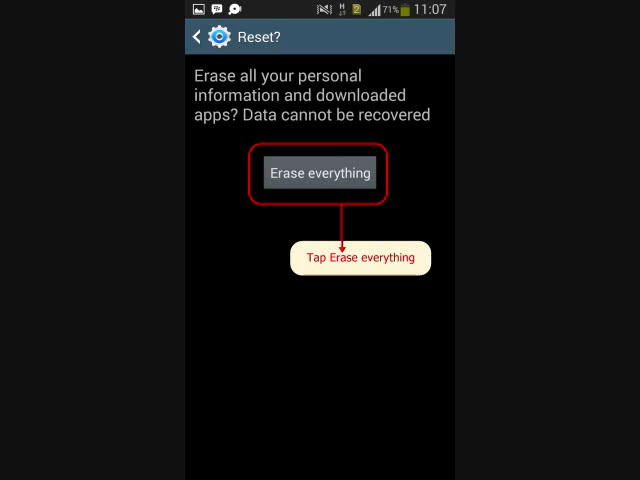 71% 11:07
Reset?
Erase all your personal
information and downloaded
apps? Data cannot be recovered
Erase everything
Tap Erase everything